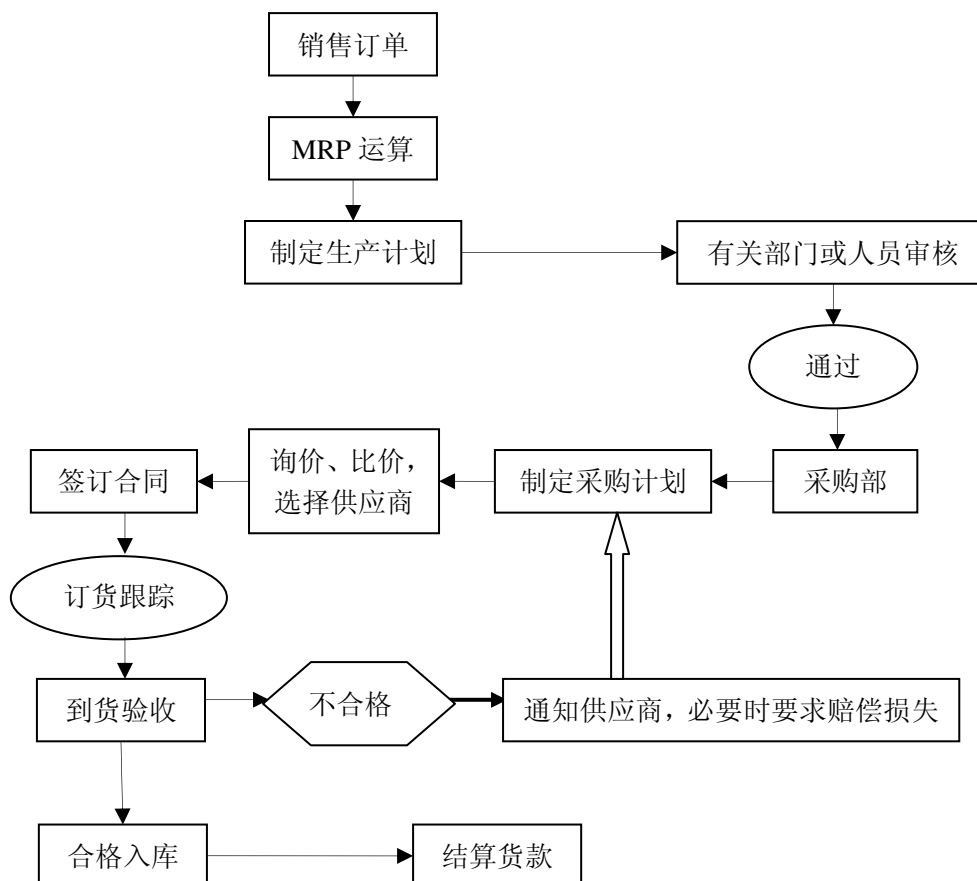 销售订单
MRP 运算
制定生产计划
有关部门或人员审核
通过
签订合同
询价、比价，
选择供应商
制定采购计划
采购部
订货跟踪
到货验收
不合格
通知供应商，必要时要求赔偿损失
合格入库
结算货款